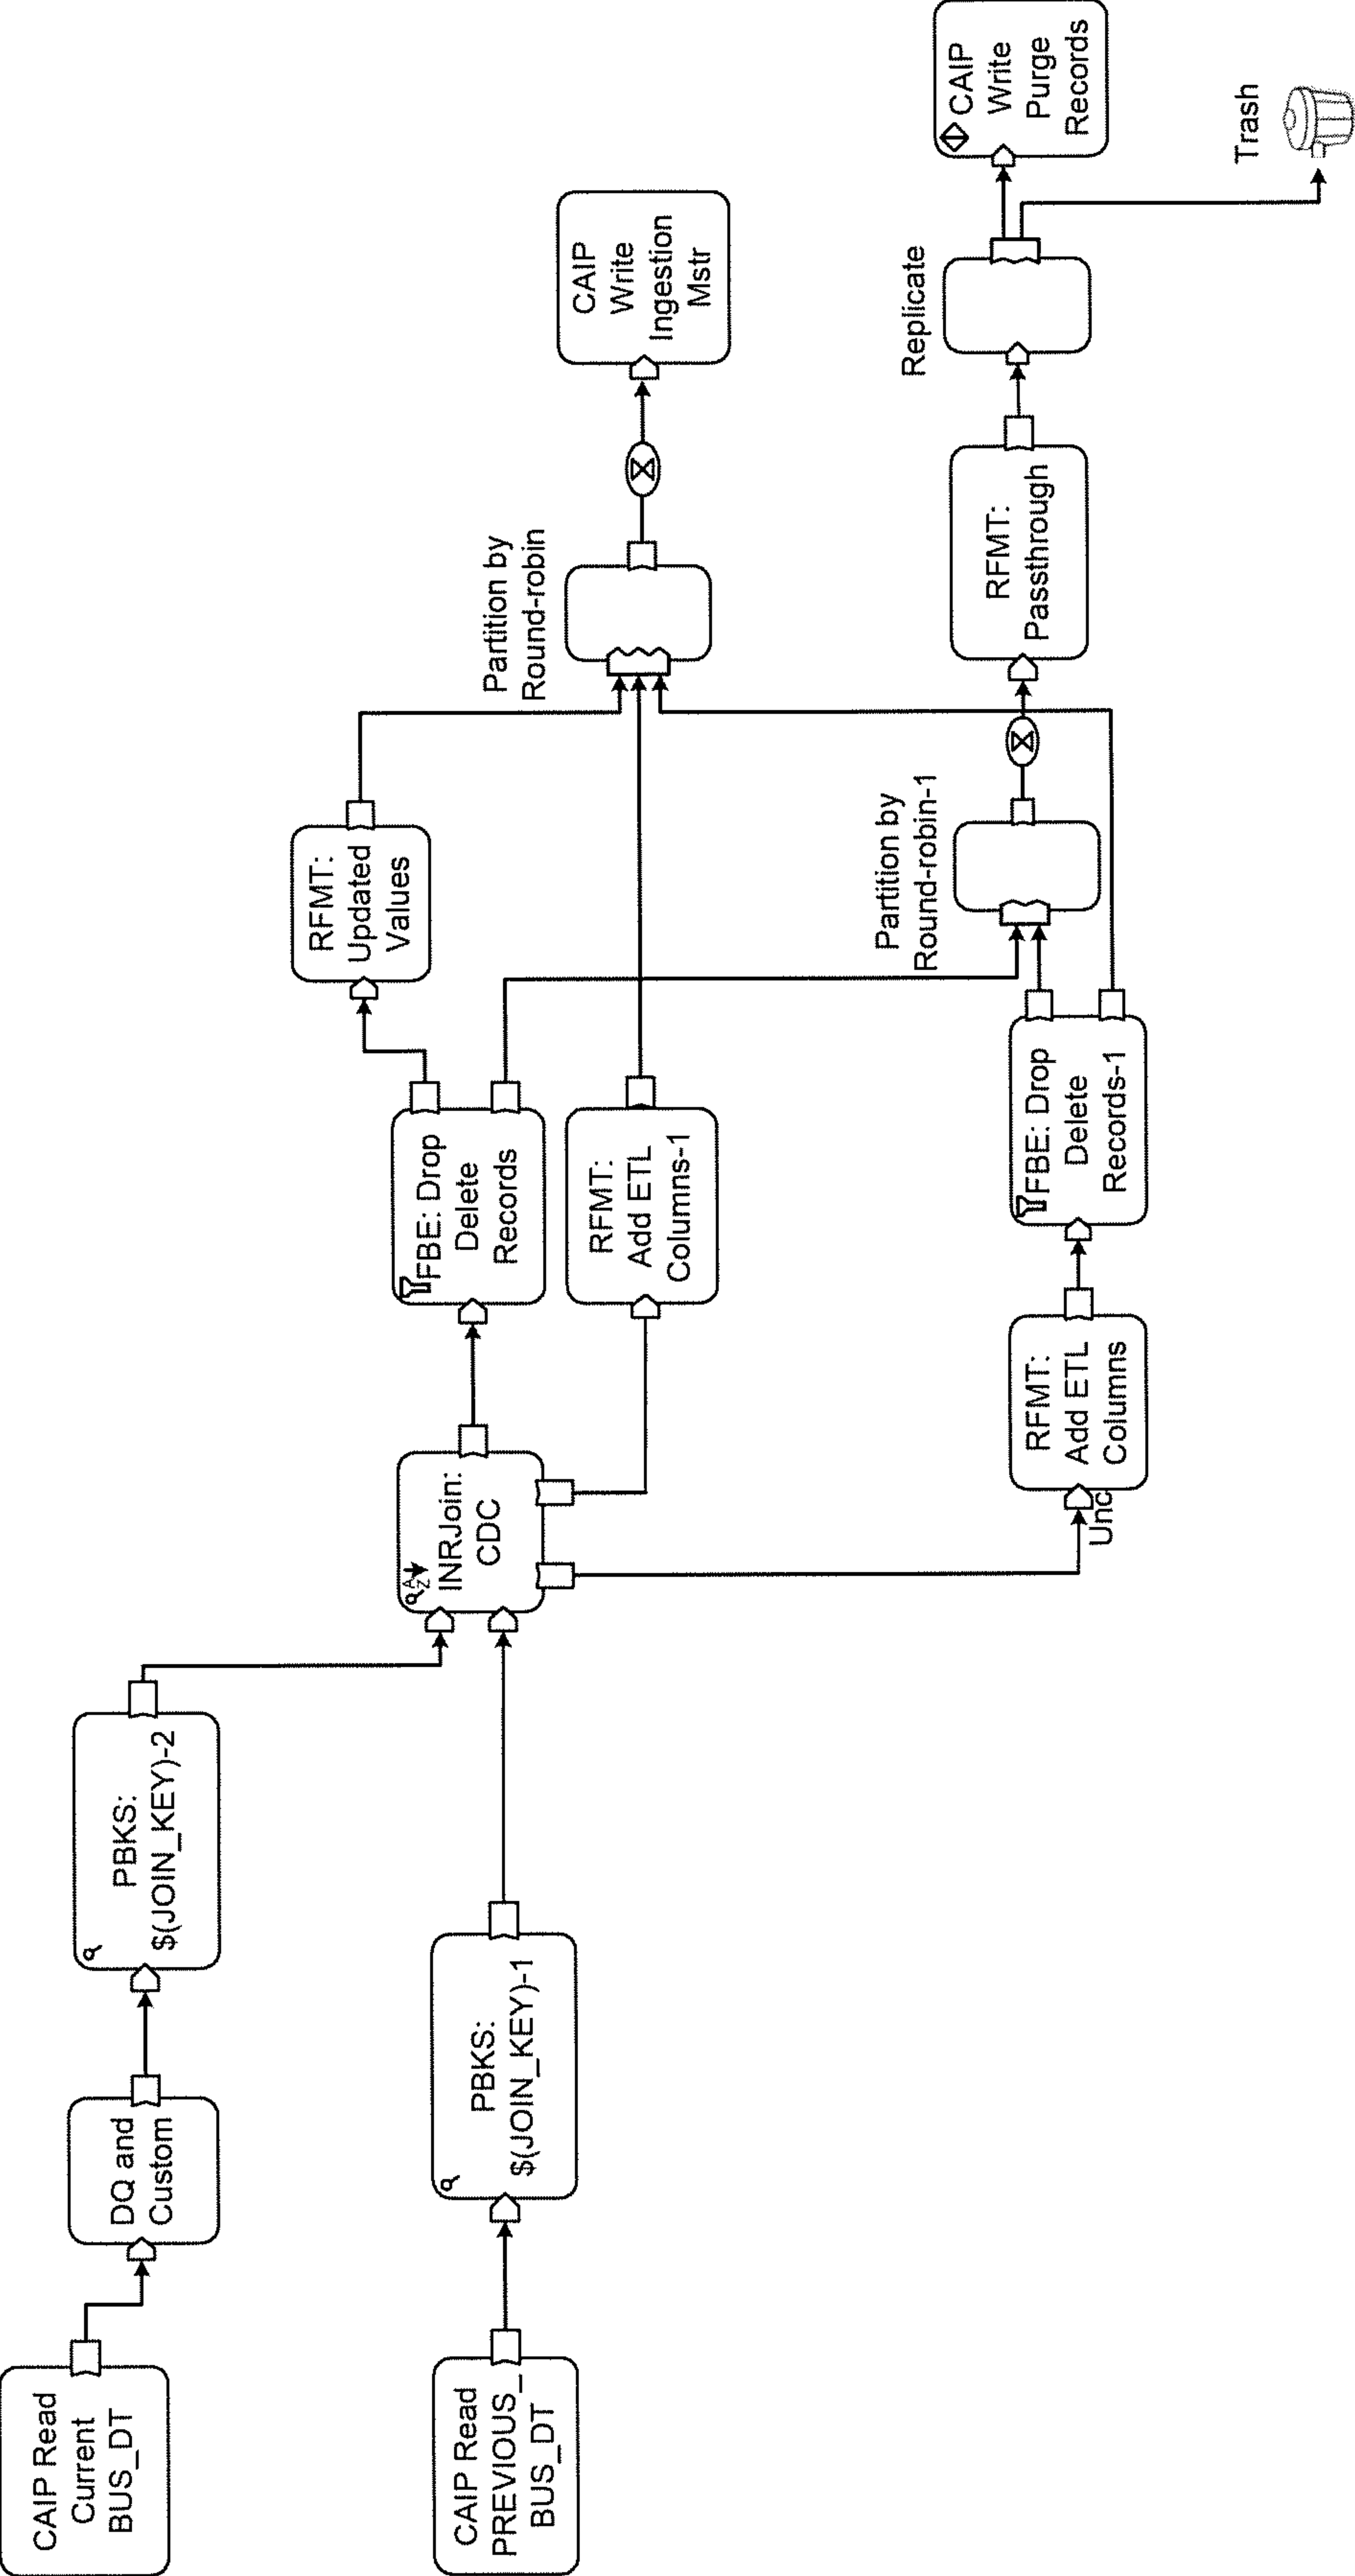 CAIP Read
Current
BUS_DT
DQ and
Custom
PBKS:
$(JOIN_KEY)-2
CAIP Read
PREVIOUS_
BUS_DT
PBKS:
$(JOIN_KEY)-1
INRJoin:
CDC
FBE: Drop
Delete
Records
RFMT:
Updated
Values
RFMT:
Add ETL
Columns-1
Partition by
Round-robin
CAIP
Write
Ingestion
Mstr
Unc
RFMT:
Add ETL
Columns
FBE: Drop
Delete
Records-1
Partition by
Round-robin-1
RFMT:
Passthrough
Replicate
CAIP
Write
Purge
Records
Trash